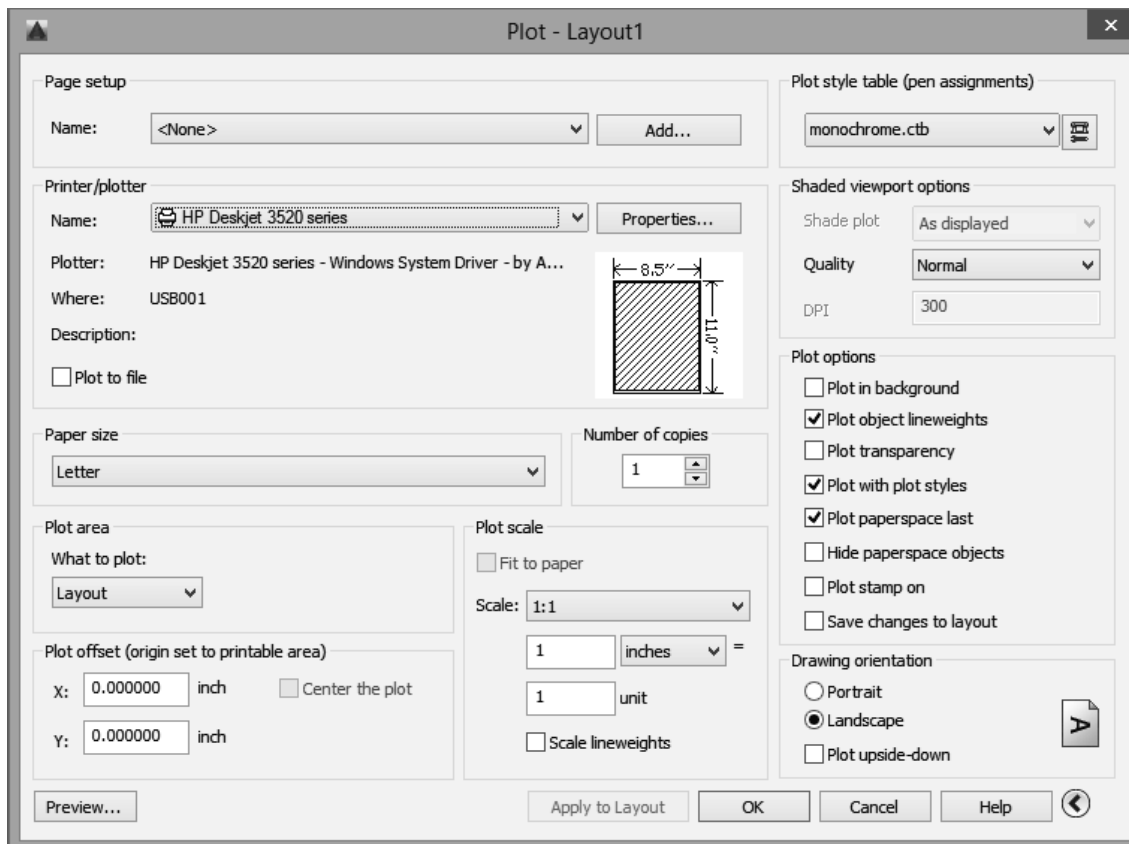 Plot - Layout1
Page setup
Name: <None> Add...
Printer/plotter
Name: HP Deskjet 3520 series Properties...
Plotter: HP Deskjet 3520 series - Windows System Driver - by A...
Where: USB001
Description:
Plot to file
8.5″
11.0″
Paper size
Letter
Number of copies
1
Plot area
What to plot:
Layout
Plot offset (origin set to printable area)
X: 0.000000 inch Center the plot
Y: 0.000000 inch
Plot scale
Fit to paper
Scale: 1:1
1 inches =
1 unit
Scale lineweights
Plot style table (pen assignments)
monochrome.ctb
Shaded viewport options
Shade plot As displayed
Quality Normal
DPI 300
Plot options
Plot in background
Plot object lineweights
Plot transparency
Plot with plot styles
Plot paperspace last
Hide paperspace objects
Plot stamp on
Save changes to layout
Drawing orientation
Portrait
Landscape
Plot upside-down
A
Preview... Apply to Layout OK Cancel Help